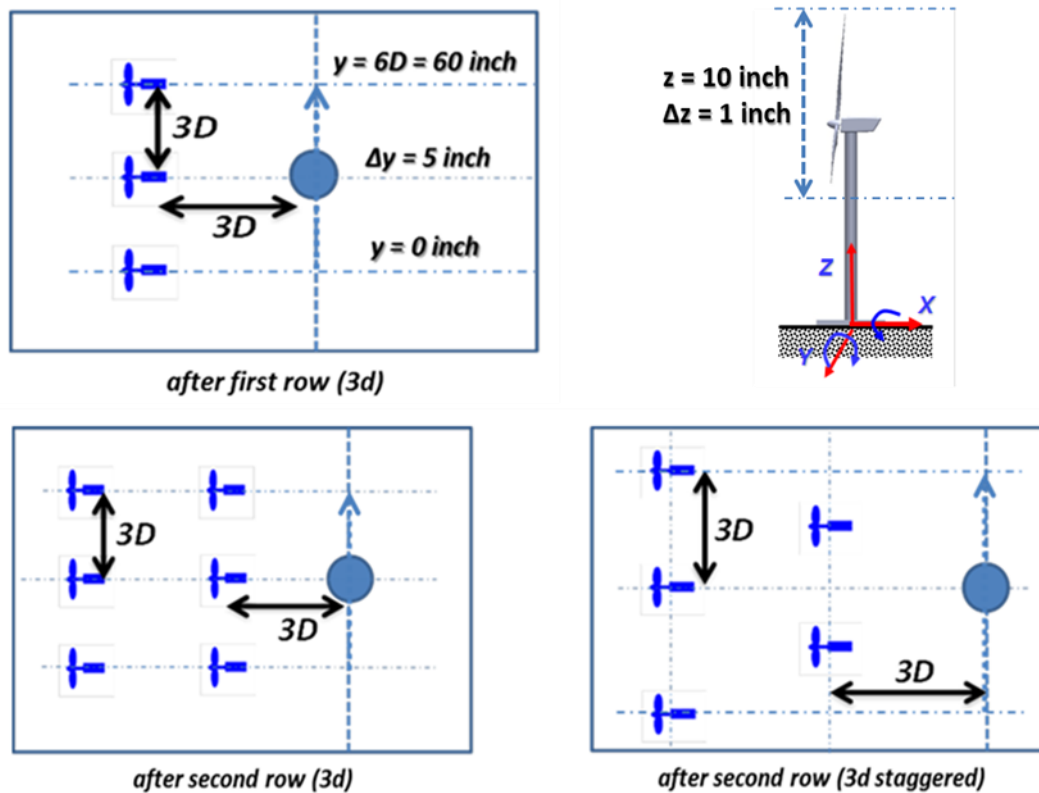 y = 6D = 60 inch
3D
Δy = 5 inch
3D
y = 0 inch
after first row (3d)
z = 10 inch
Δz = 1 inch
Z
X
Y
3D
3D
after second row (3d)
3D
3D
after second row (3d staggered)